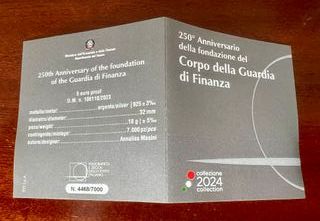 250th Anniversary of the foundation
of the Guardia di Finanza
5 euro proof
metallo/metal: argento/silver | 925 ± 3‰
diametro/diameter: 32 mm
peso/weight: 18 g | ± 5‰
contingente/mintage: 7.000 pz/pcs
autore/designer: Annalisa Masini
N. 4468/7000
250° Anniversario
della fondazione del
Corpo della Guardia
di Finanza
collezione
2024
collection